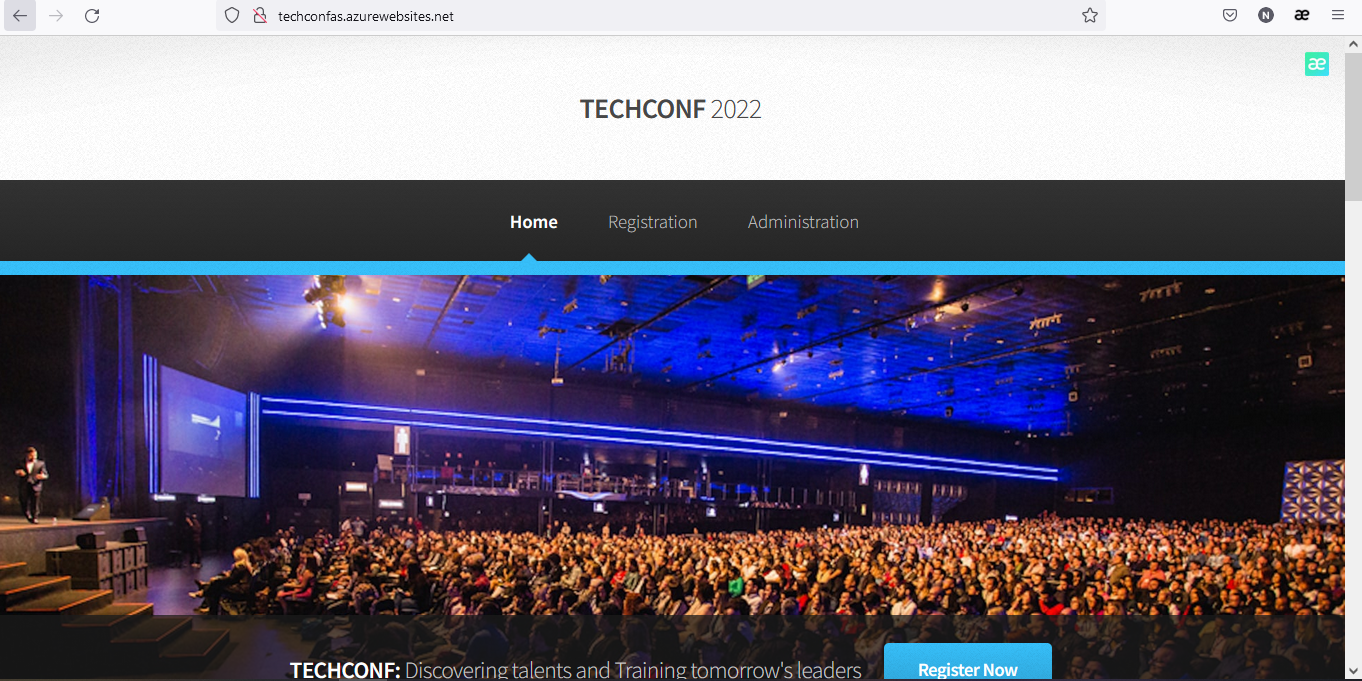 techconfas.azurewebsites.net
N
æ
æ
TECHCONF 2022
Home
Registration
Administration
TECHCONF: Discovering talents and Training tomorrow's leaders
Register Now